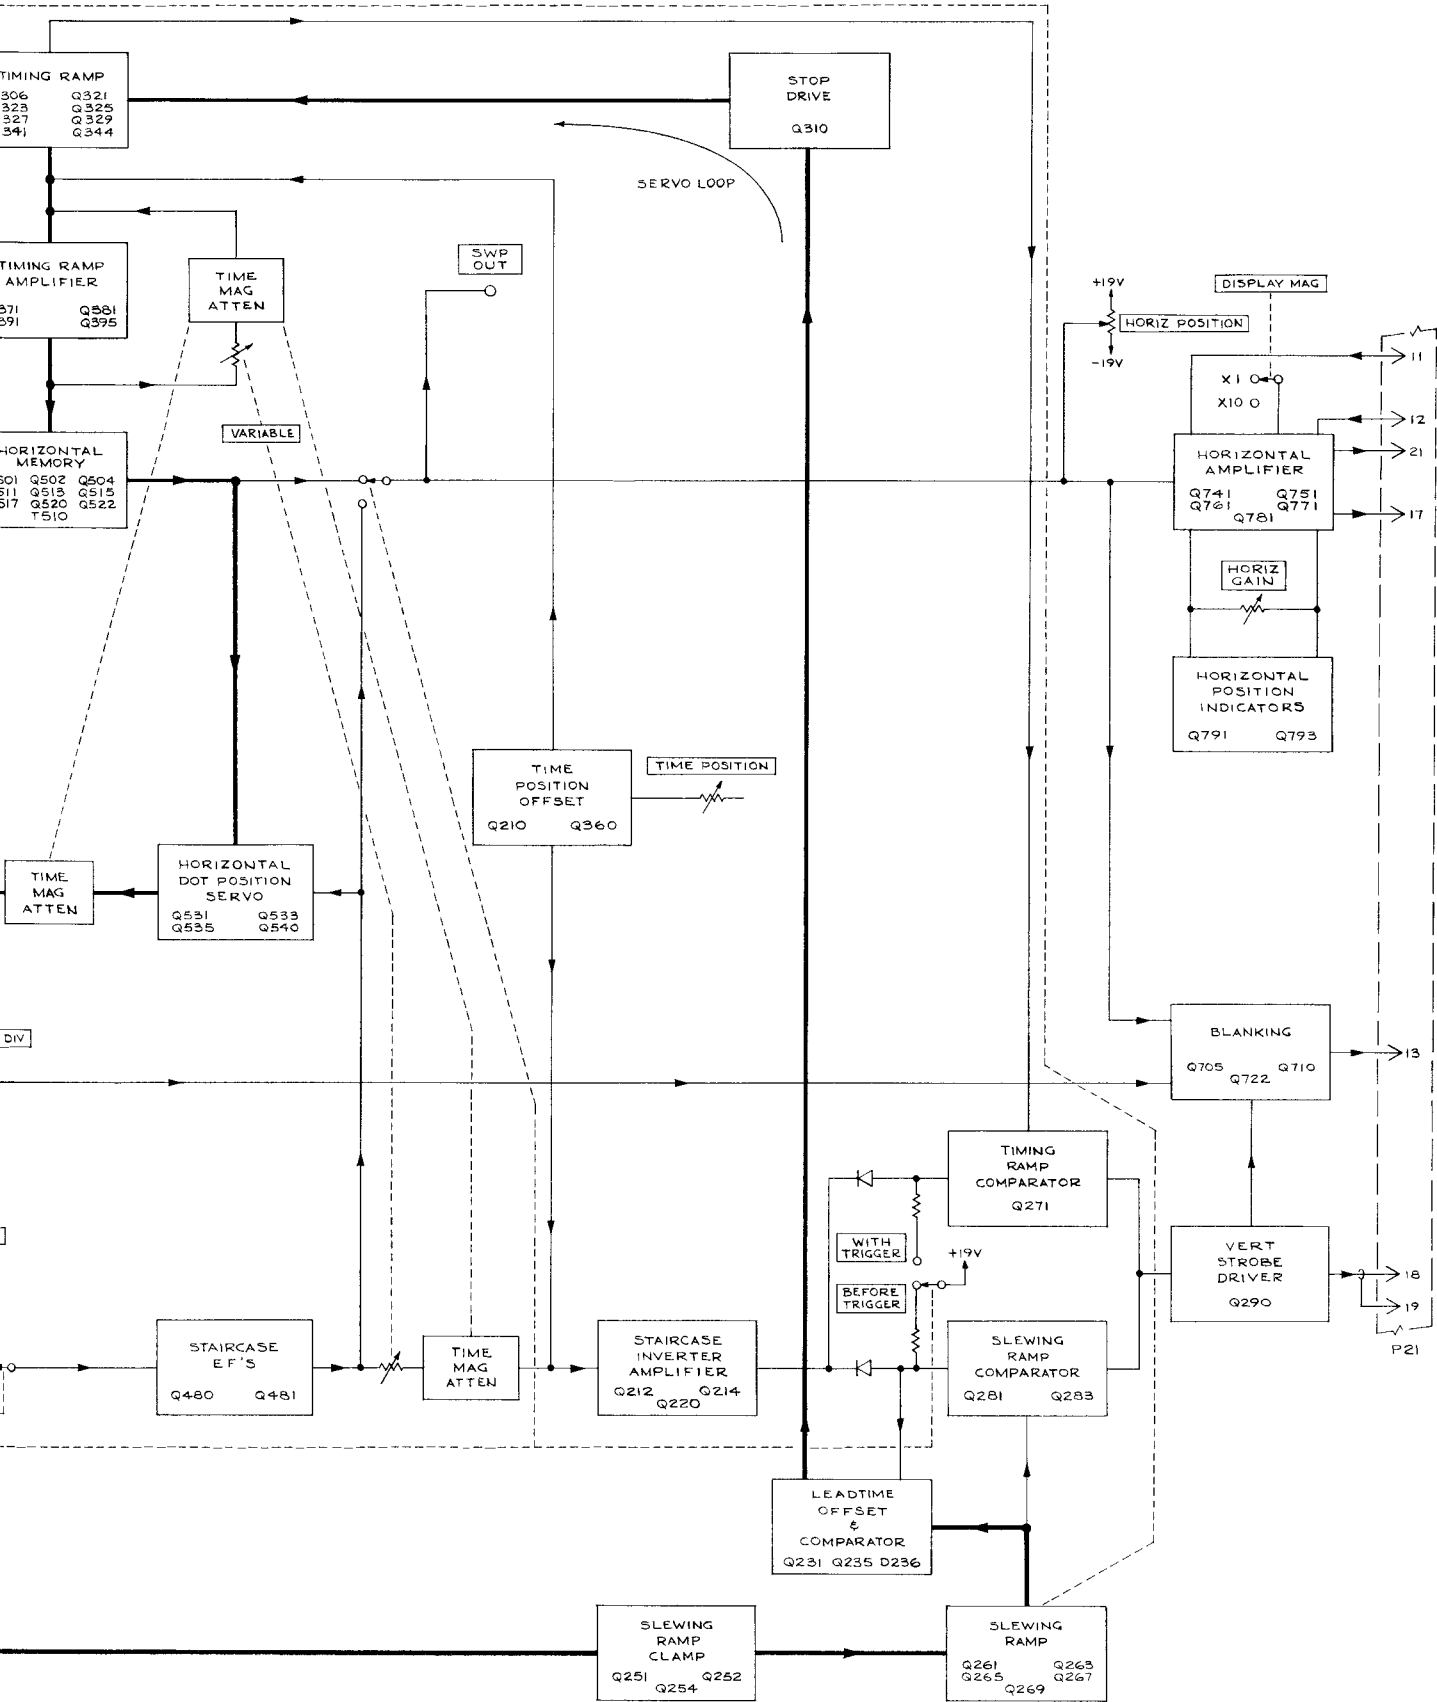 TIMING RAMP
306 Q321
323 Q325
327 Q329
341 Q344
STOP
DRIVE
Q310
SERVO LOOP
TIMING RAMP
AMPLIFIER
371 Q381
391 Q395
TIME
MAG
ATTEN
SWP
OUT
VARIABLE
+19V
HORIZ POSITION
-19V
DISPLAY MAG
X1
X10
11
12
21
17
HORIZONTAL
MEMORY
501 Q502 Q504
511 Q513 Q515
517 Q520 Q522
T510
HORIZONTAL
AMPLIFIER
Q741 Q751
Q761 Q771
Q781
HORIZ
GAIN
HORIZONTAL
POSITION
INDICATORS
Q791 Q793
TIME
POSITION
OFFSET
Q210 Q360
TIME POSITION
TIME
MAG
ATTEN
HORIZONTAL
DOT POSITION
SERVO
Q531 Q533
Q535 Q540
DIV
BLANKING
Q705 Q710
Q722
13
TIMING
RAMP
COMPARATOR
Q271
WITH
TRIGGER
+19V
BEFORE
TRIGGER
VERT
STROBE
DRIVER
Q290
18
19
P21
STAIRCASE
EF'S
Q480 Q481
TIME
MAG
ATTEN
STAIRCASE
INVERTER
AMPLIFIER
Q212 Q214
Q220
SLEWING
RAMP
COMPARATOR
Q281 Q283
LEADTIME
OFFSET
&
COMPARATOR
Q231 Q235 D236
SLEWING
RAMP
CLAMP
Q251 Q252
Q254
SLEWING
RAMP
Q261 Q263
Q265 Q267
Q269